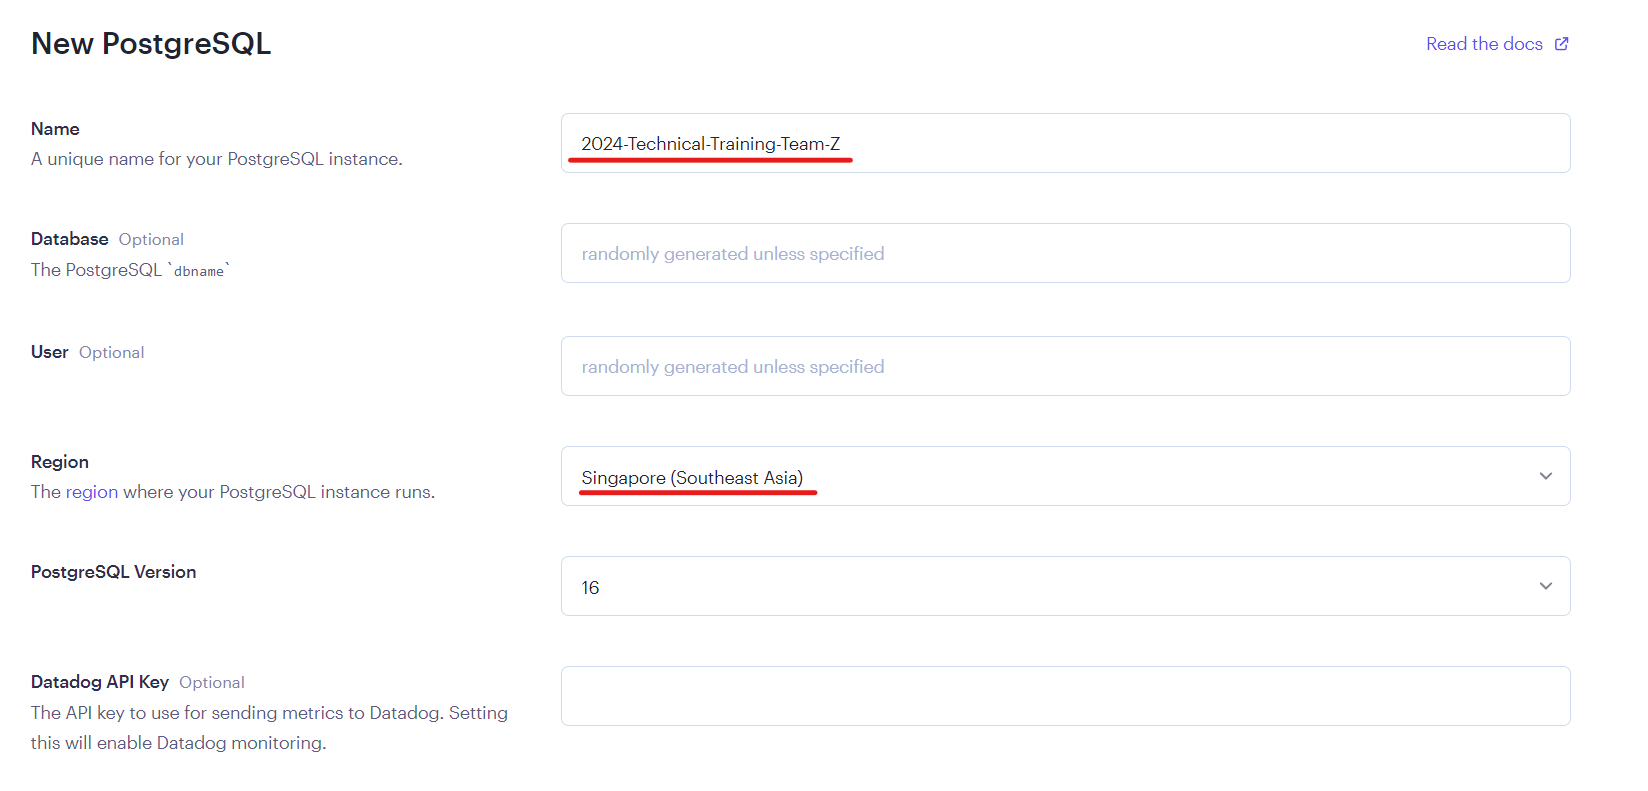 New PostgreSQL
Read the docs
Name
A unique name for your PostgreSQL instance.
2024-Technical-Training-Team-Z
Database Optional
The PostgreSQL `dbname`
randomly generated unless specified
User Optional
randomly generated unless specified
Region
The region where your PostgreSQL instance runs.
Singapore (Southeast Asia)
PostgreSQL Version
16
Datadog API Key Optional
The API key to use for sending metrics to Datadog. Setting
this will enable Datadog monitoring.